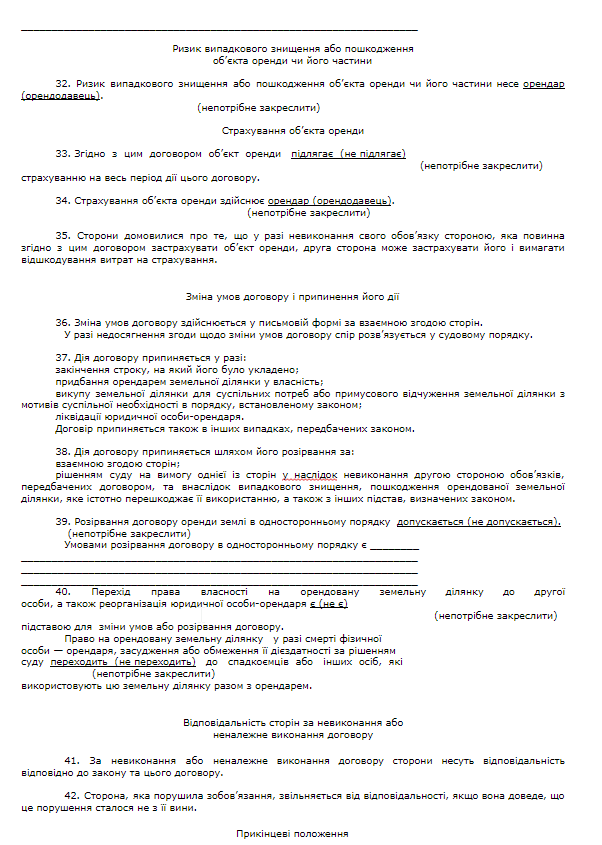 __________________________________________________________________
Ризик випадкового знищення або пошкодження
об’єкта оренди чи його частини
32. Ризик випадкового знищення або пошкодження об’єкта оренди чи його частини несе орендар
(орендодавець).
(непотрібне закреслити)
Страхування об’єкта оренди
33. Згідно з цим договором об’єкт оренди підлягає (не підлягає)
(непотрібне закреслити)
страхуванню на весь період дії цього договору.
34. Страхування об’єкта оренди здійснює орендар (орендодавець).
(непотрібне закреслити)
35. Сторони домовилися про те, що у разі невиконання свого обов’язку стороною, яка повинна
згідно з цим договором застрахувати об’єкт оренди, друга сторона може застрахувати його і вимагати
відшкодування витрат на страхування.
Зміна умов договору і припинення його дії
36. Зміна умов договору здійснюється у письмовій формі за взаємною згодою сторін.
У разі недосягнення згоди щодо зміни умов договору спір розв’язується у судовому порядку.
37. Дія договору припиняється у разі:
закінчення строку, на який його було укладено;
придбання орендарем земельної ділянки у власність;
викупу земельної ділянки для суспільних потреб або примусового відчуження земельної ділянки з
мотивів суспільної необхідності в порядку, встановленому законом;
ліквідації юридичної особи-орендаря.
Договір припиняється також в інших випадках, передбачених законом.
38. Дія договору припиняється шляхом його розірвання за:
взаємною згодою сторін;
рішенням суду на вимогу однієї із сторін у наслідок невиконання другою стороною обов’язків,
передбачених договором, та внаслідок випадкового знищення, пошкодження орендованої земельної
ділянки, яке істотно перешкоджає її використанню, а також з інших підстав, визначених законом.
39. Розірвання договору оренди землі в односторонньому порядку допускається (не допускається).
(непотрібне закреслити)
Умовами розірвання договору в односторонньому порядку є ________
__________________________________________________________________
__________________________________________________________________
__________________________________________________________________
40. Перехід права власності на орендовану земельну ділянку до другої
особи, а також реорганізація юридичної особи-орендаря є (не є)
(непотрібне закреслити)
підставою для зміни умов або розірвання договору.
Право на орендовану земельну ділянку у разі смерті фізичної
особи — орендаря, засудження або обмеження її дієздатності за рішенням
суду переходить (не переходить) до спадкоємців або інших осіб, які
(непотрібне закреслити)
використовують цю земельну ділянку разом з орендарем.
Відповідальність сторін за невиконання або
неналежне виконання договору
41. За невиконання або неналежне виконання договору сторони несуть відповідальність
відповідно до закону та цього договору.
42. Сторона, яка порушила зобов’язання, звільняється від відповідальності, якщо вона доведе, що
це порушення сталося не з її вини.
Прикінцеві положення